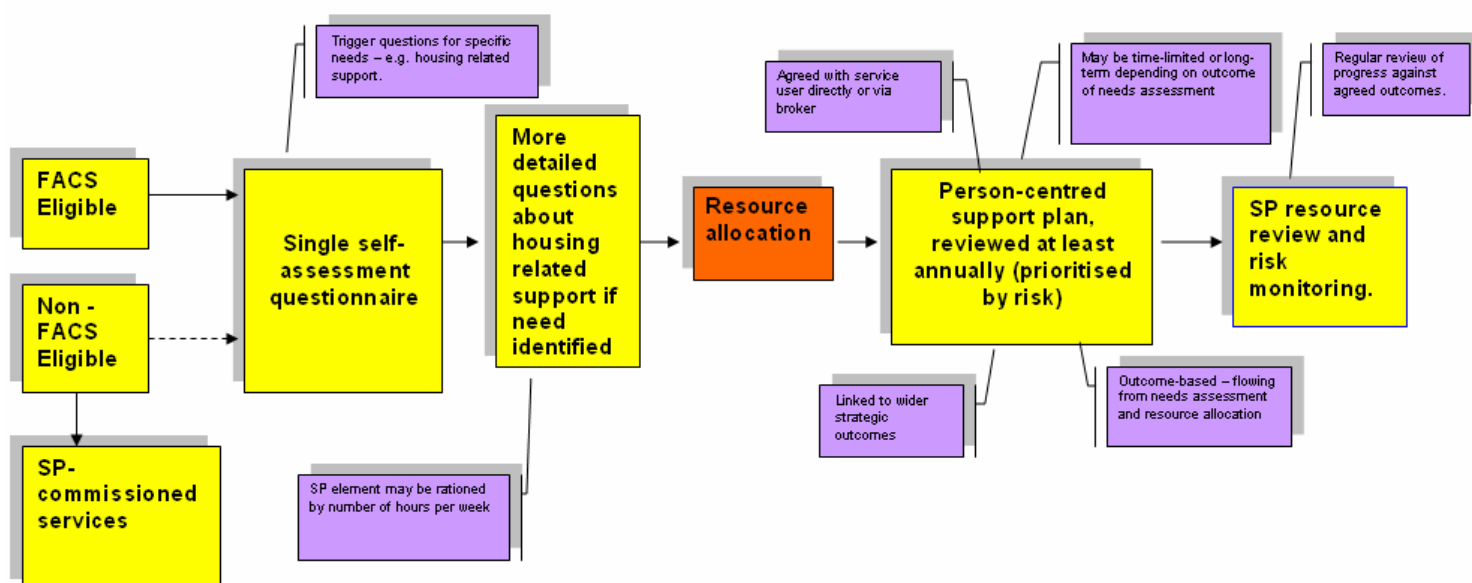 Trigger questions for specific
needs – e.g. housing related
support.
FACS
Eligible
Non -
FACS
Eligible
SP-
commissioned
services
Single self-
assessment
questionnaire
More
detailed
questions
about
housing
related
support if
need
identified
SP element may be rationed
by number of hours per week
Resource
allocation
Agreed with service
user directly or via
broker
May be time-limited or long-
term depending on outcome
of needs assessment
Person-centred
support plan,
reviewed at least
annually (prioritised
by risk)
Linked to wider
strategic
outcomes
Outcome-based – flowing
from needs assessment
and resource allocation
Regular review of
progress against
agreed outcomes.
SP resource
review and
risk
monitoring.